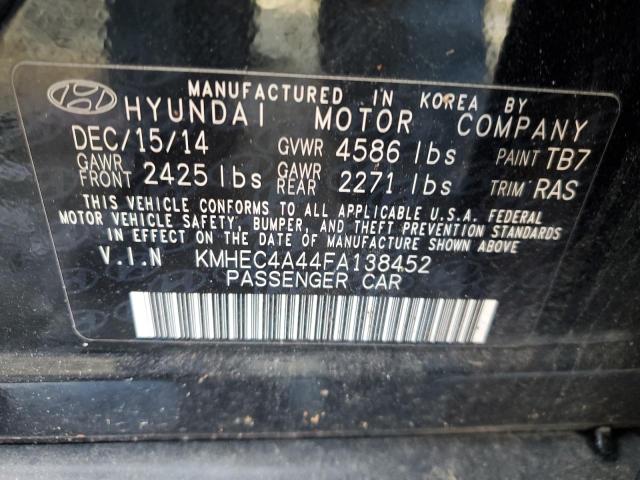 MANUFACTURED IN KOREA BY
HYUNDAI MOTOR COMPANY
DEC/15/14 GVWR 4586 lbs PAINT TB7
GAWR FRONT 2425 lbs GAWR REAR 2271 lbs TRIM RAS
THIS VEHICLE CONFORMS TO ALL APPLICABLE U.S.A. FEDERAL
MOTOR VEHICLE SAFETY, BUMPER, AND THEFT PREVENTION STANDARDS
IN EFFECT ON THE DATE OF MANUFACTURE SHOWN ABOVE
V.I.N KMHEC4A44FA138452
PASSENGER CAR